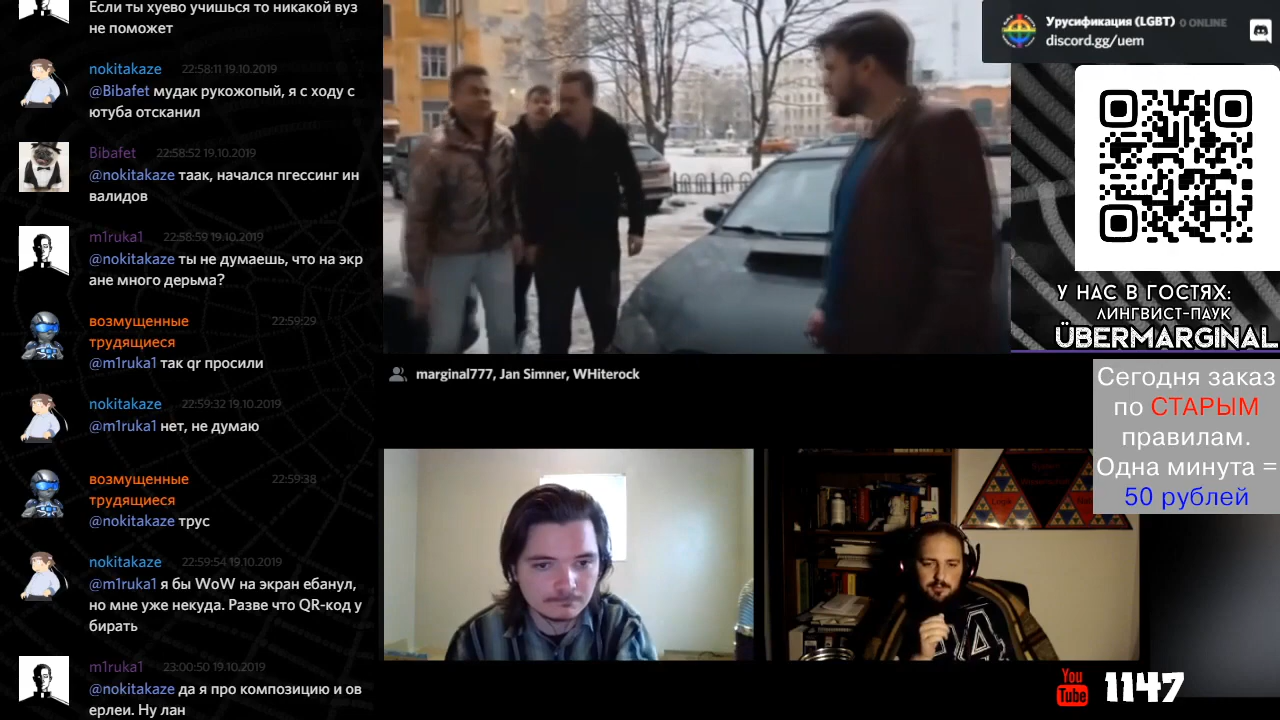 Если ты хуево учишься то никакой вуз
не поможет
nokitakaze 22:58:11 19.10.2019
@Bibafet мудак рукожопый, я с ходу с
ютуба отсканил
Bibafet 22:58:52 19.10.2019
@nokitakaze таак, начался пгессинг ин
валидов
m1ruka1 22:58:59 19.10.2019
@nokitakaze ты не думаешь, что на экр
ане много дерьма?
возмущенные 22:59:29
трудящиеся
@m1ruka1 так qr просили
nokitakaze 22:59:32 19.10.2019
@m1ruka1 нет, не думаю
возмущенные 22:59:38
трудящиеся
@nokitakaze трус
nokitakaze 22:59:54 19.10.2019
@m1ruka1 я бы WoW на экран ебанул,
но мне уже некуда. Разве что QR-код у
бирать
m1ruka1 23:00:50 19.10.2019
@nokitakaze да я про композицию и ов
ерлеи. Ну лан
marginal777, Jan Simner, WHiterock
Урусификация (LGBT) 0 ONLINE
discord.gg/uem
У НАС В ГОСТЯХ:
ЛИНГВИСТ-ПАУК
ÜBERMARGINAL
Сегодня заказ
по СТАРЫМ
правилам.
Одна минута =
50 рублей
You
Tube
1147